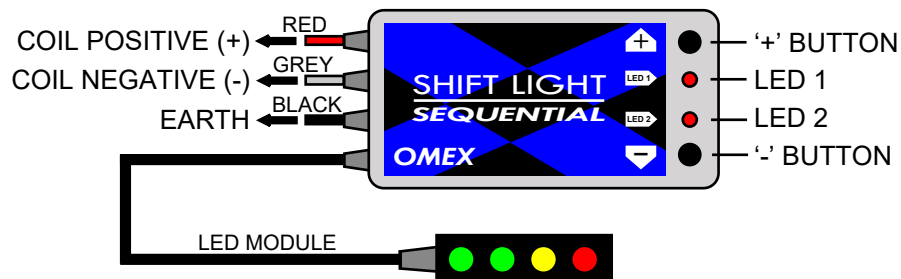 COIL POSITIVE (+)
RED
COIL NEGATIVE (-)
GREY
EARTH
BLACK
SHIFT LIGHT
SEQUENTIAL
OMEX
+
LED 1
LED 2
−
‘+’ BUTTON
LED 1
LED 2
‘-’ BUTTON
LED MODULE